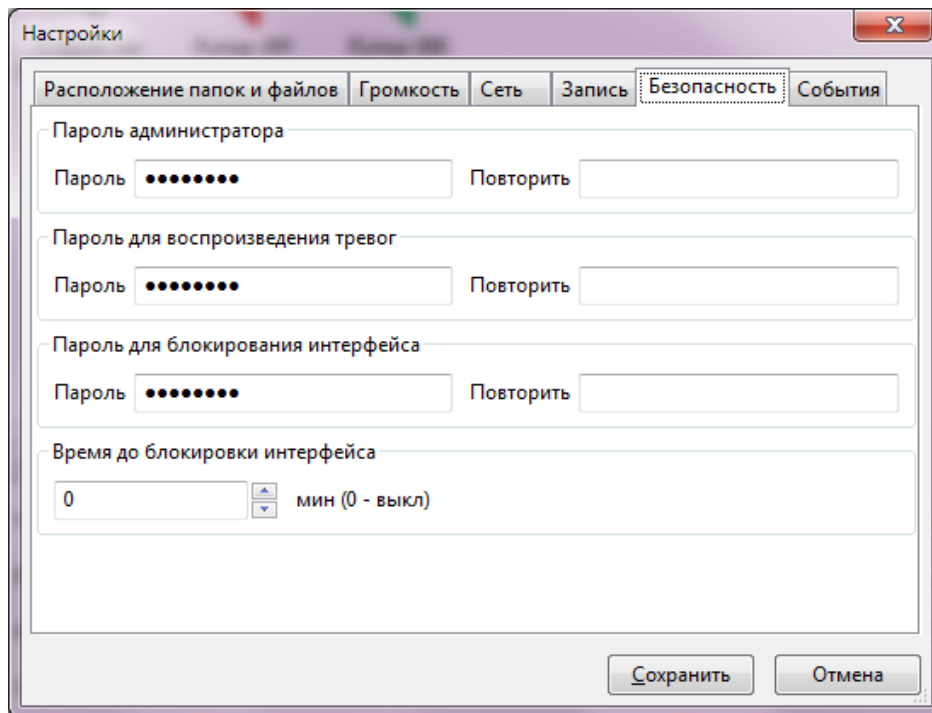 Настройки
Расположение папок и файлов Громкость Сеть Запись Безопасность События
Пароль администратора
Пароль •••••••• Повторить
Пароль для воспроизведения тревог
Пароль •••••••• Повторить
Пароль для блокирования интерфейса
Пароль •••••••• Повторить
Время до блокировки интерфейса
0 мин (0 - выкл)
Сохранить Отмена